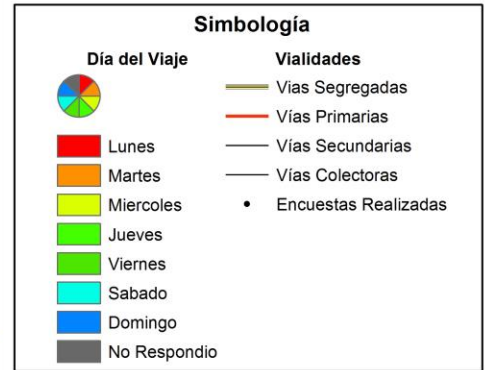 Simbología
Día del Viaje
Lunes
Martes
Miercoles
Jueves
Viernes
Sabado
Domingo
No Respondio
Vialidades
Vias Segregadas
Vías Primarias
Vías Secundarias
Vías Colectoras
Encuestas Realizadas